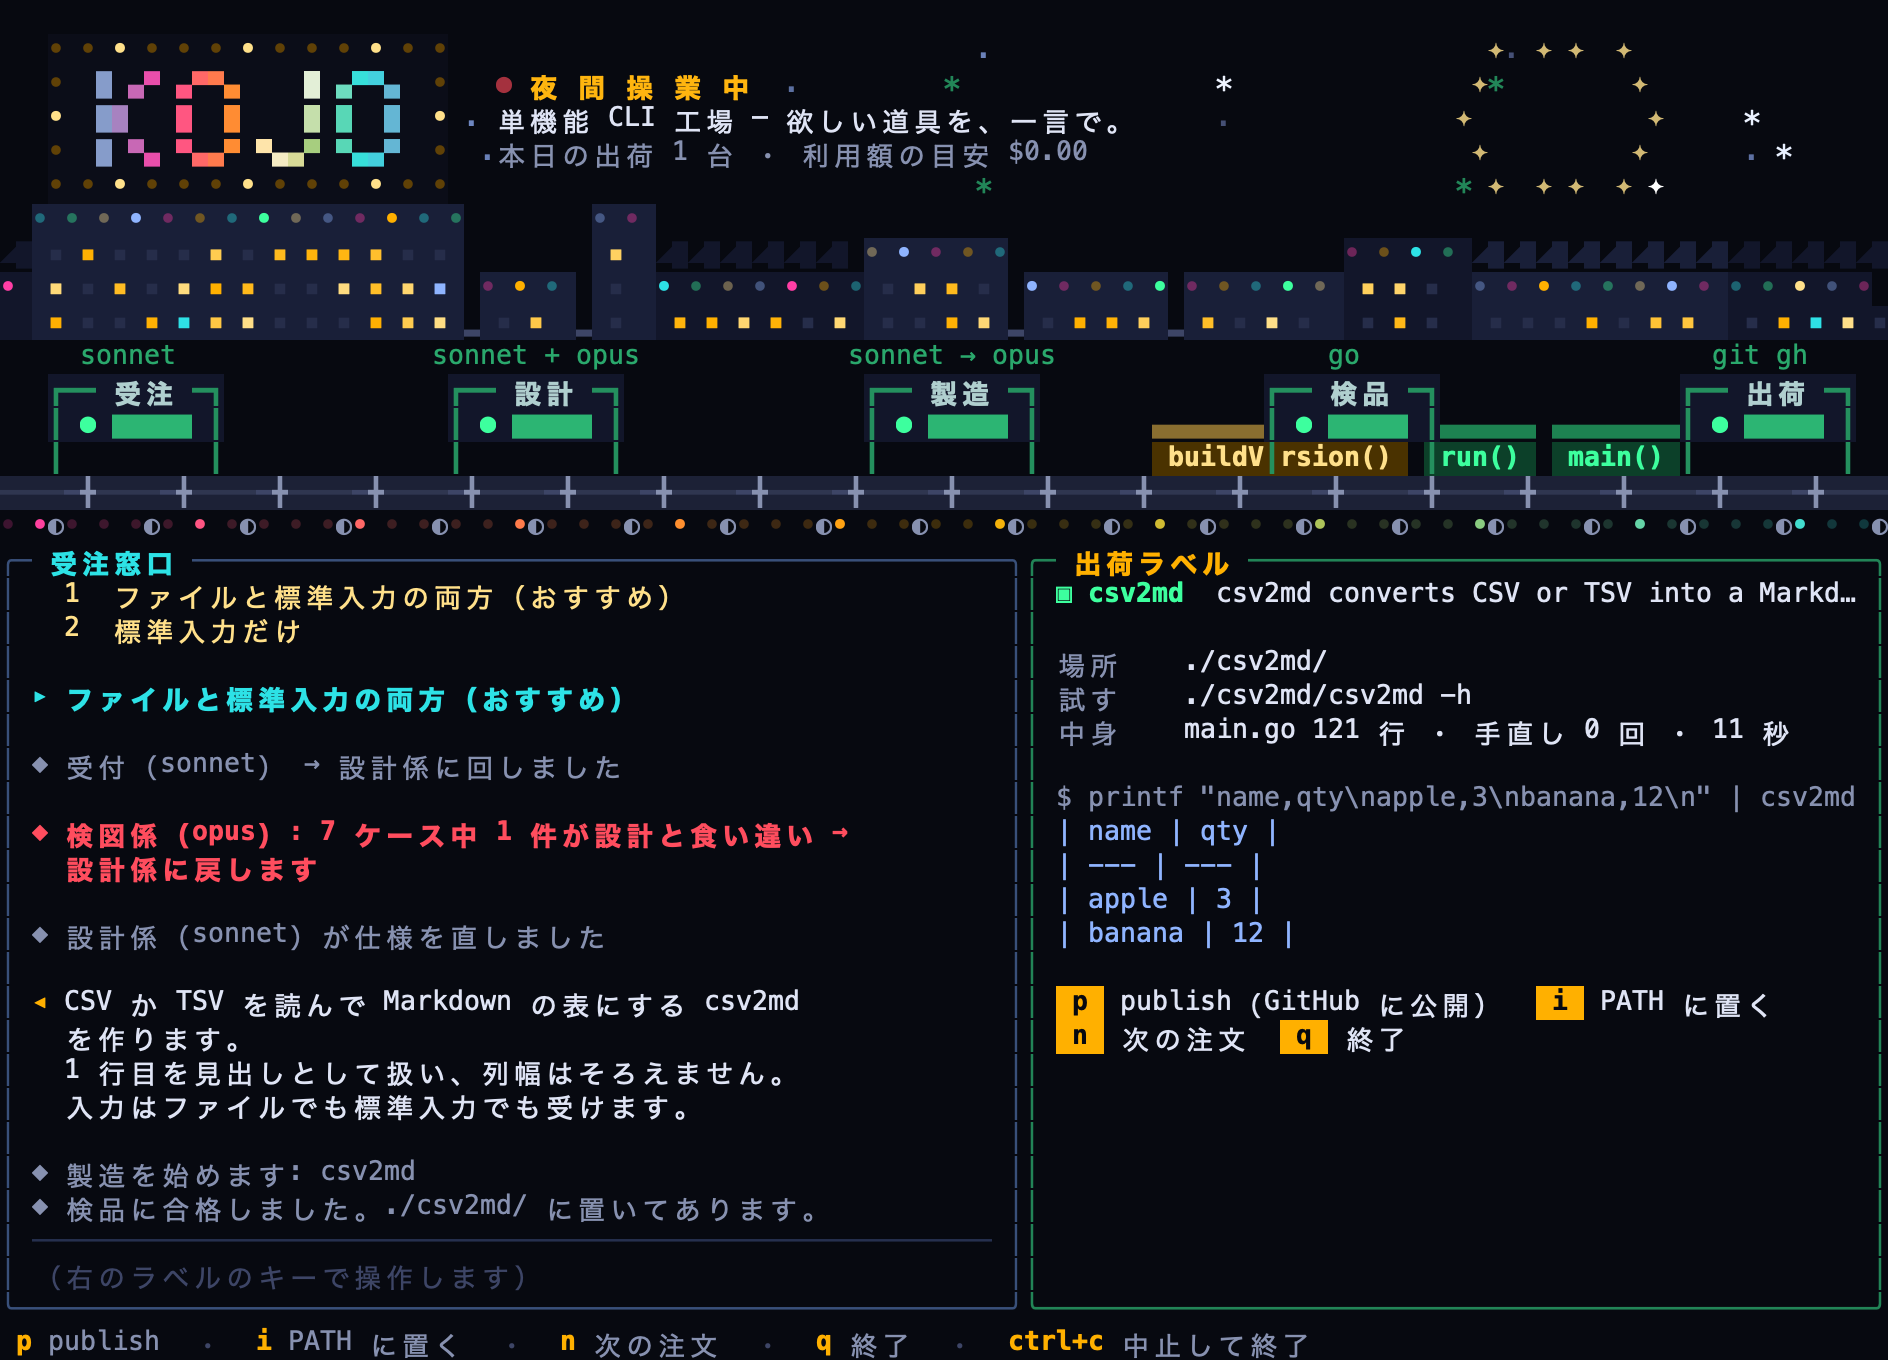 KOJO
夜間操業中
単機能 CLI 工場 — 欲しい道具を、一言で。
本日の出荷 1 台 ・ 利用額の目安 $0.00
sonnet
sonnet + opus
sonnet → opus
go
git gh
受注
設計
製造
検品
出荷
buildV rsion()
run()
main()
受注窓口
1 ファイルと標準入力の両方（おすすめ）
2 標準入力だけ
▸ ファイルと標準入力の両方（おすすめ）
◆ 受付（sonnet） → 設計係に回しました
◆ 検図係（opus）: 7 ケース中 1 件が設計と食い違い →
設計係に戻します
◆ 設計係（sonnet）が仕様を直しました
◂ CSV か TSV を読んで Markdown の表にする csv2md
を作ります。
1 行目を見出しとして扱い、列幅はそろえません。
入力はファイルでも標準入力でも受けます。
◆ 製造を始めます: csv2md
◆ 検品に合格しました。./csv2md/ に置いてあります。
（右のラベルのキーで操作します）
出荷ラベル
▣ csv2md csv2md converts CSV or TSV into a Markd…
場所 ./csv2md/
試す ./csv2md/csv2md -h
中身 main.go 121 行 ・ 手直し 0 回 ・ 11 秒
$ printf "name,qty\napple,3\nbanana,12\n" | csv2md
| name | qty |
| --- | --- |
| apple | 3 |
| banana | 12 |
p publish（GitHub に公開） i PATH に置く
n 次の注文 q 終了
p publish · i PATH に置く · n 次の注文 · q 終了 · ctrl+c 中止して終了